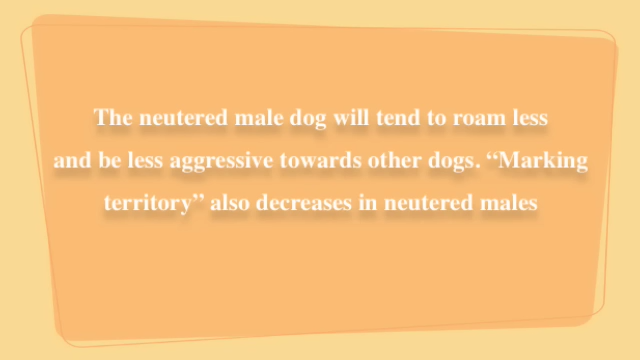 The neutered male dog will tend to roam less
and be less aggressive towards other dogs. “Marking
territory” also decreases in neutered males